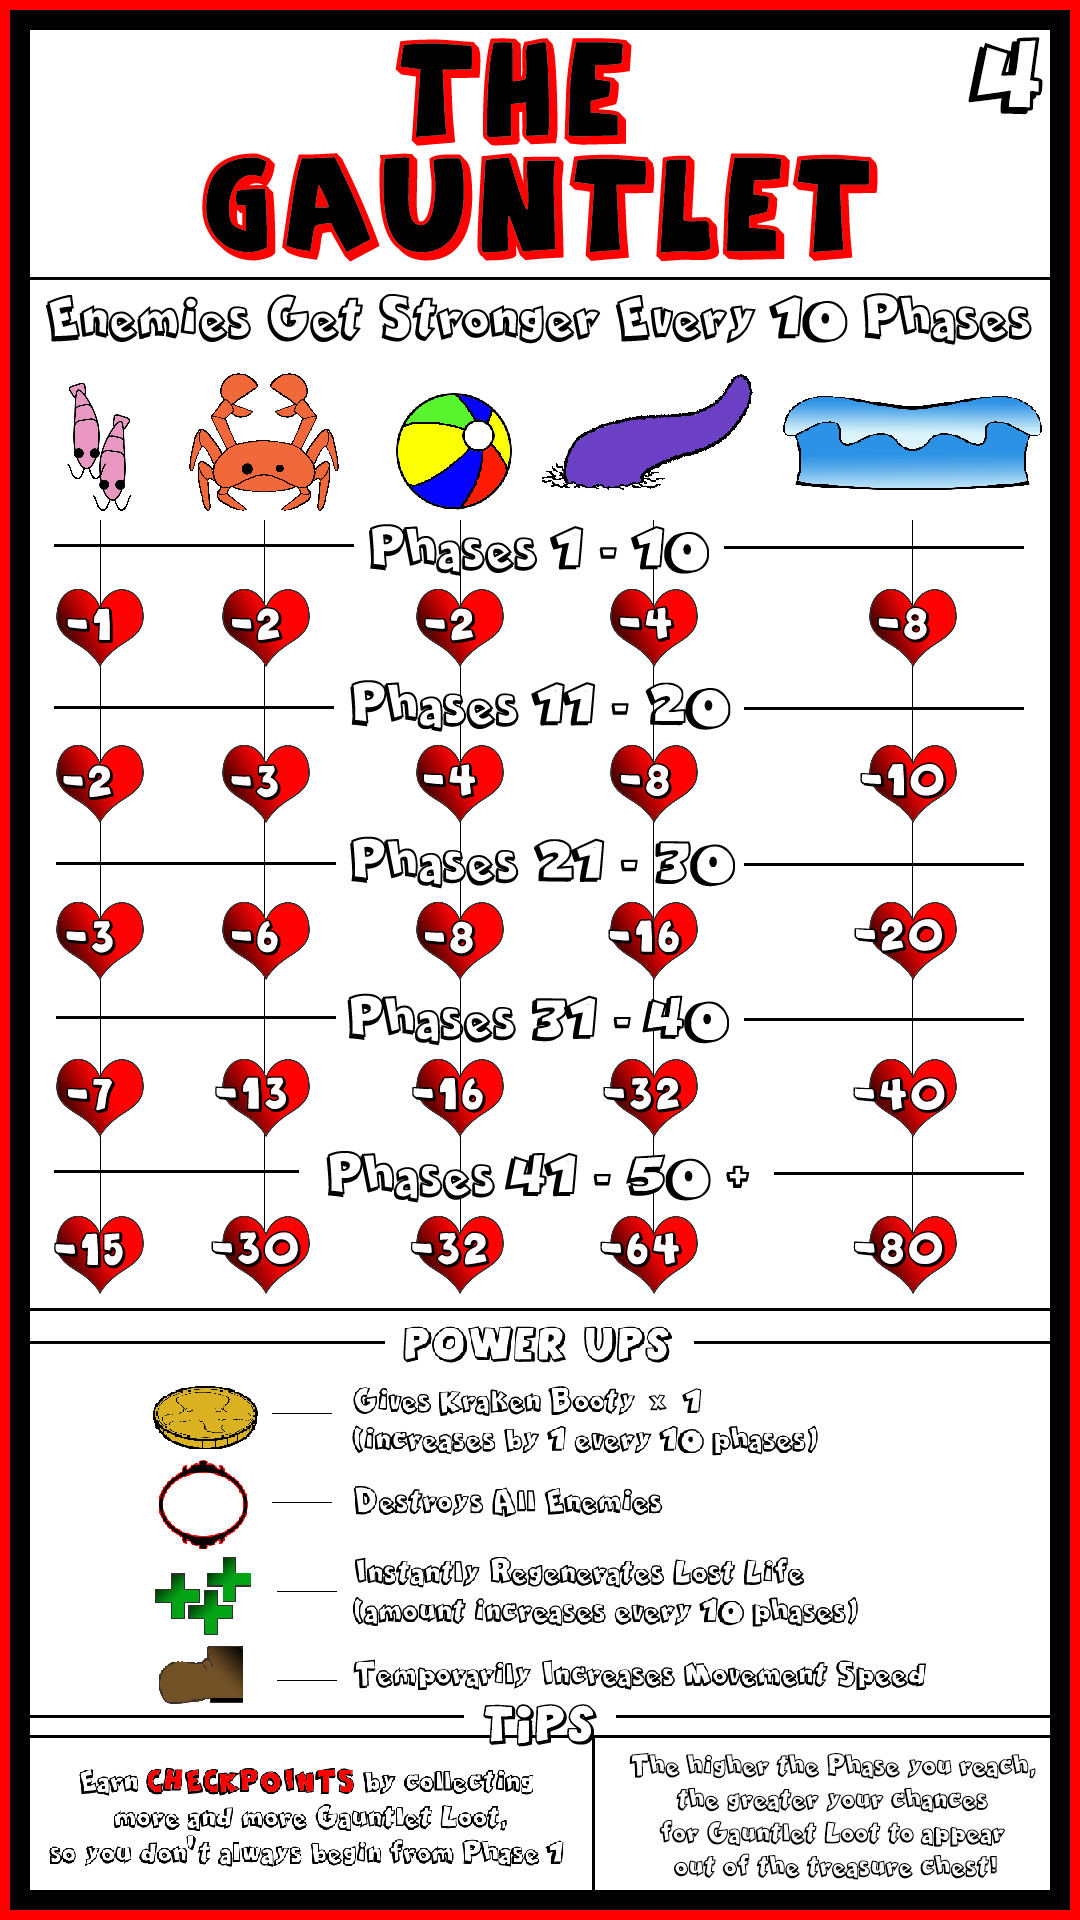 4
THE
GAUNTLET
Enemies Get Stronger Every 10 Phases
Phases 1 - 10
-1 -2 -2 -4 -8
Phases 11 - 20
-2 -3 -4 -8 -10
Phases 21 - 30
-3 -6 -8 -16 -20
Phases 31 - 40
-7 -13 -16 -32 -40
Phases 41 - 50 +
-15 -30 -32 -64 -80
POWER UPS
Gives Kraken Booty x 1
(increases by 1 every 10 phases)
Destroys All Enemies
Instantly Regenerates Lost Life
(amount increases every 10 phases)
Temporarily Increases Movement Speed
TiPS
Earn CHECKPOINTS by collecting
more and more Gauntlet Loot,
so you don't always begin from Phase 1
The higher the Phase you reach,
the greater your chances
for Gauntlet Loot to appear
out of the treasure chest!